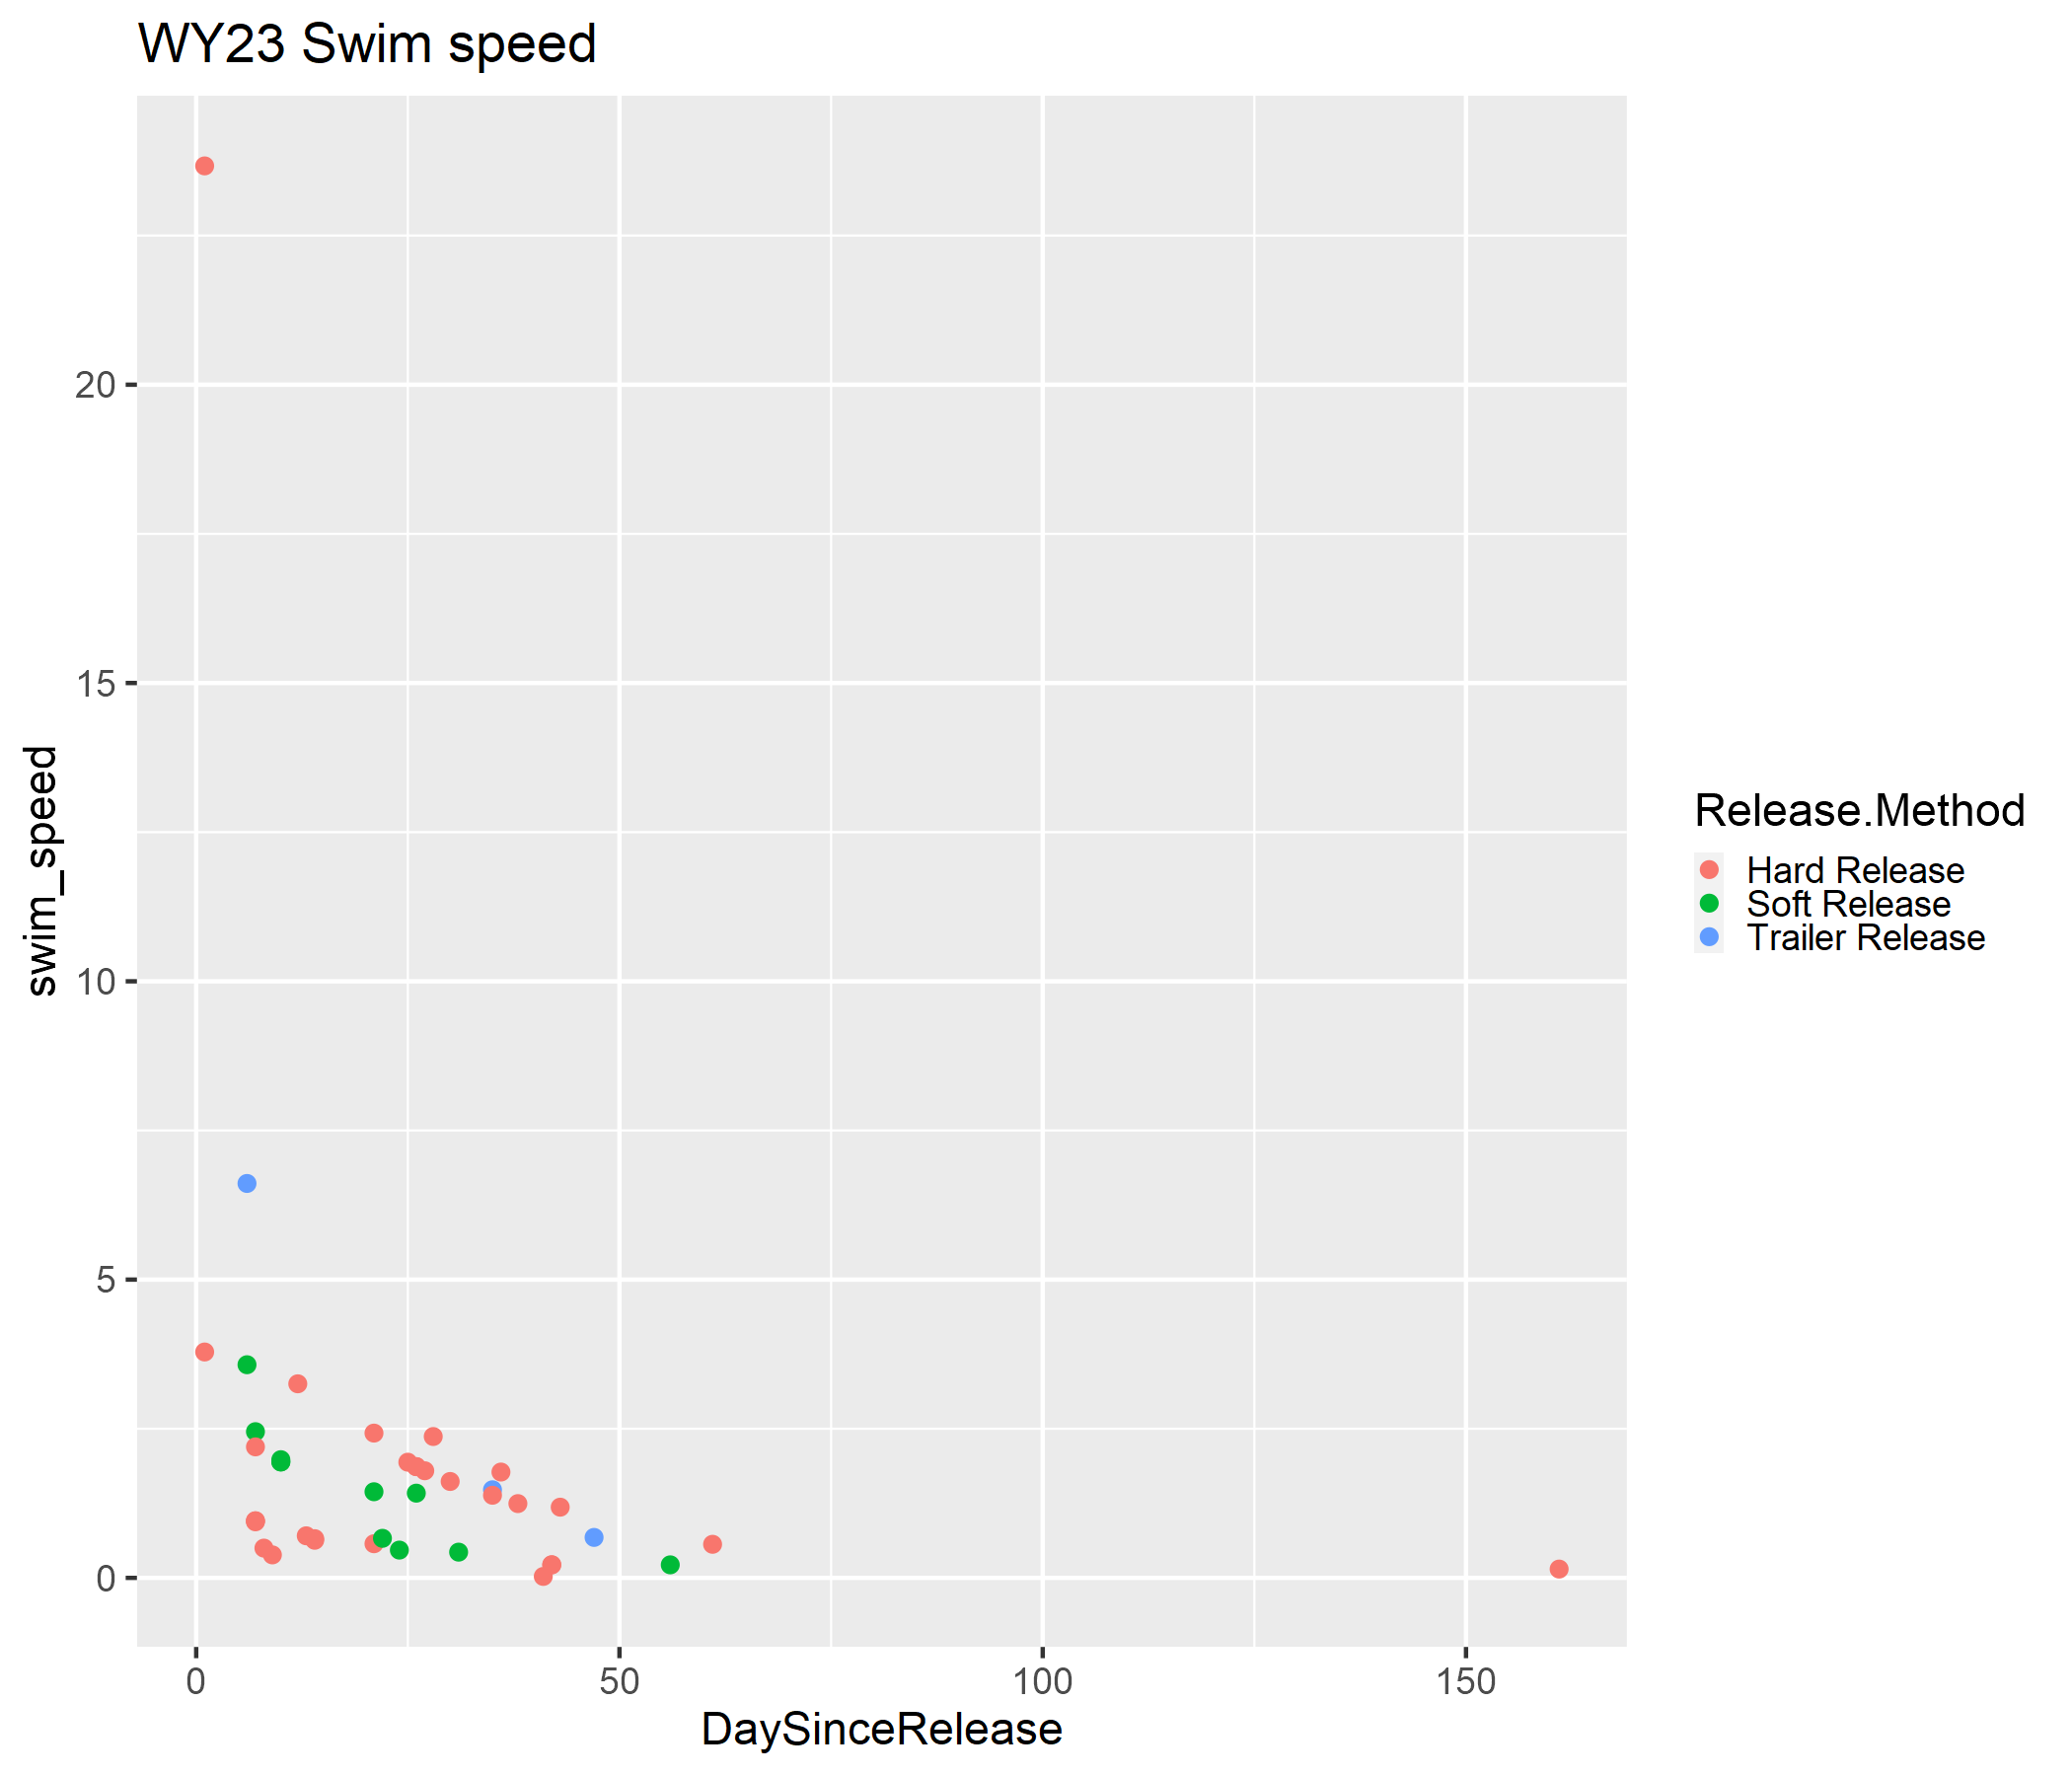 WY23 Swim speed
20
15
10
5
0
swim_speed
0
50
100
150
DaySinceRelease
Release.Method
Hard Release
Soft Release
Trailer Release